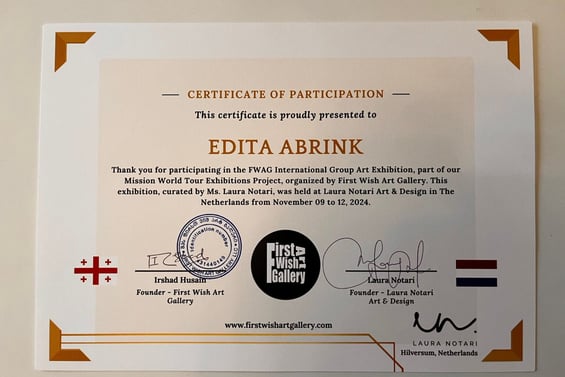 CERTIFICATE OF PARTICIPATION
This certificate is proudly presented to
EDITA ABRINK
Thank you for participating in the FWAG International Group Art Exhibition, part of our
Mission World Tour Exhibitions Project, organized by First Wish Art Gallery. This
exhibition, curated by Ms. Laura Notari, was held at Laura Notari Art & Design in The
Netherlands from November 09 to 12, 2024.
Identification number
First Art
Wish
Gallery
Irshad Husain
Founder - First Wish Art
Gallery
Laura Notari
Founder - Laura Notari
Art & Design
www.firstwishartgallery.com
LAURA NOTARI
Hilversum, Netherlands